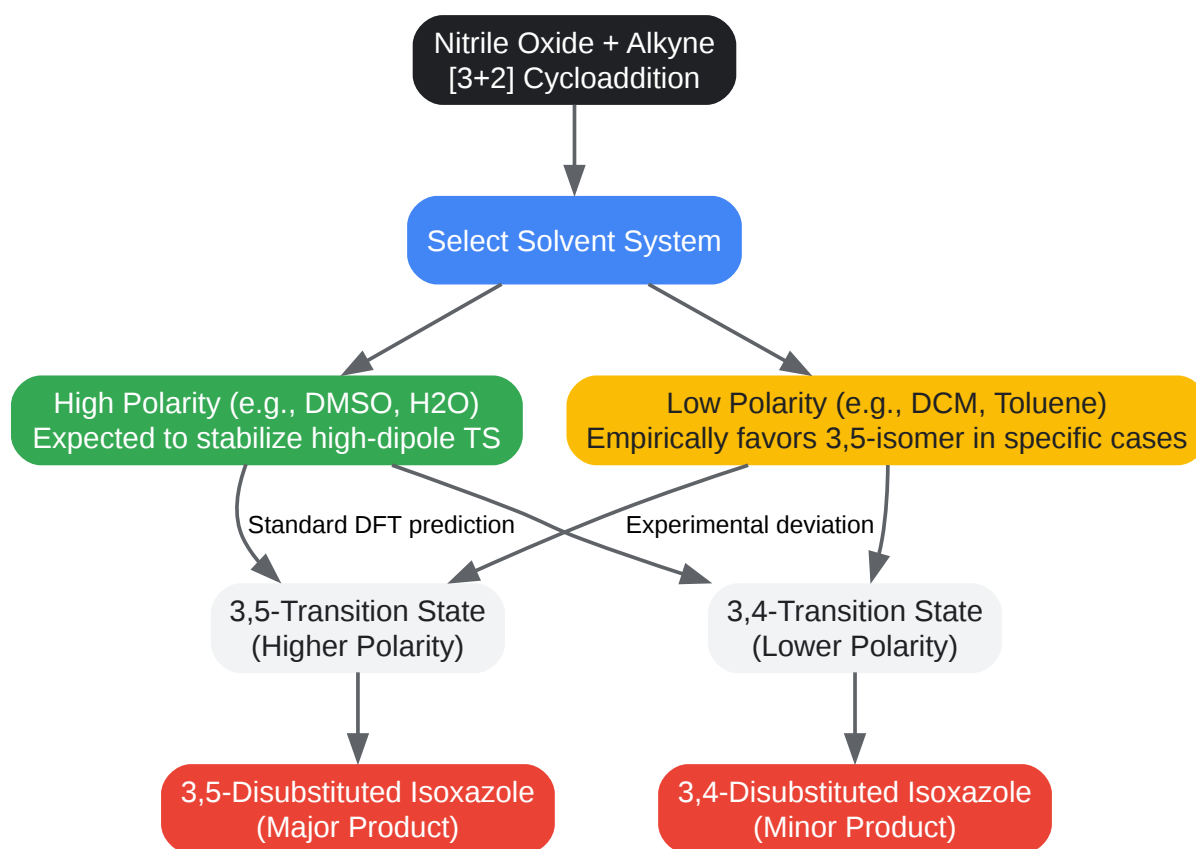 Nitrile Oxide + Alkyne
[3+2] Cycloaddition
Select Solvent System
High Polarity (e.g., DMSO, H2O)
Expected to stabilize high-dipole TS
Low Polarity (e.g., DCM, Toluene)
Empirically favors 3,5-isomer in specific cases
Standard DFT prediction
Experimental deviation
3,5-Transition State
(Higher Polarity)
3,4-Transition State
(Lower Polarity)
3,5-Disubstituted Isoxazole
(Major Product)
3,4-Disubstituted Isoxazole
(Minor Product)